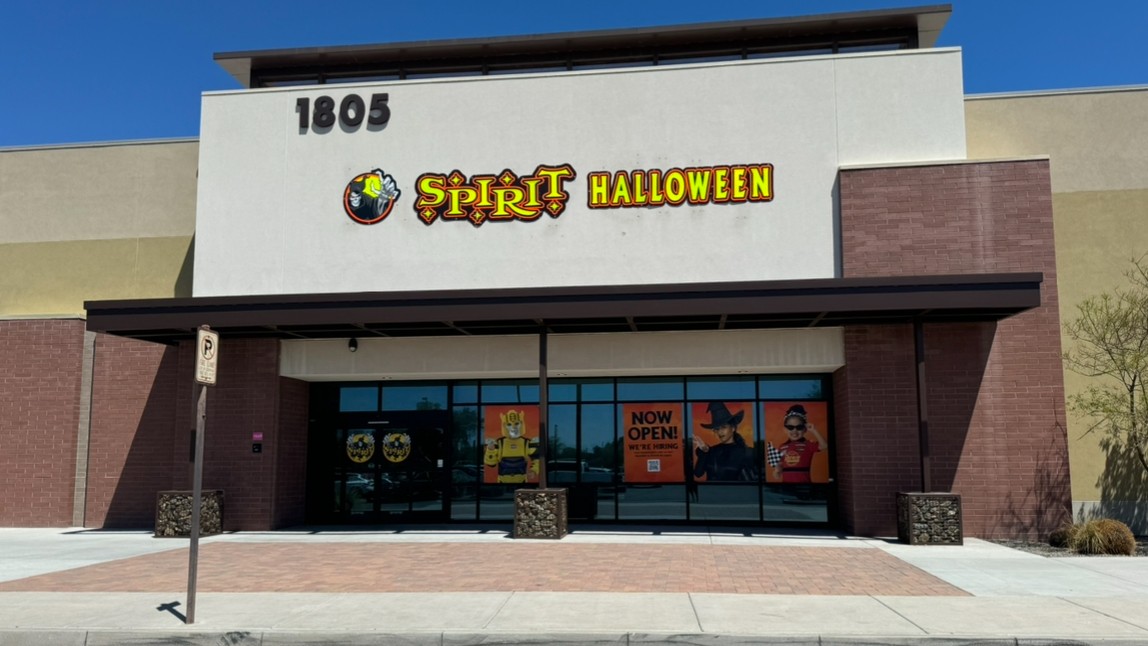 1805
SPIRIT HALLOWEEN
NOW
OPEN!
WE'RE HIRING